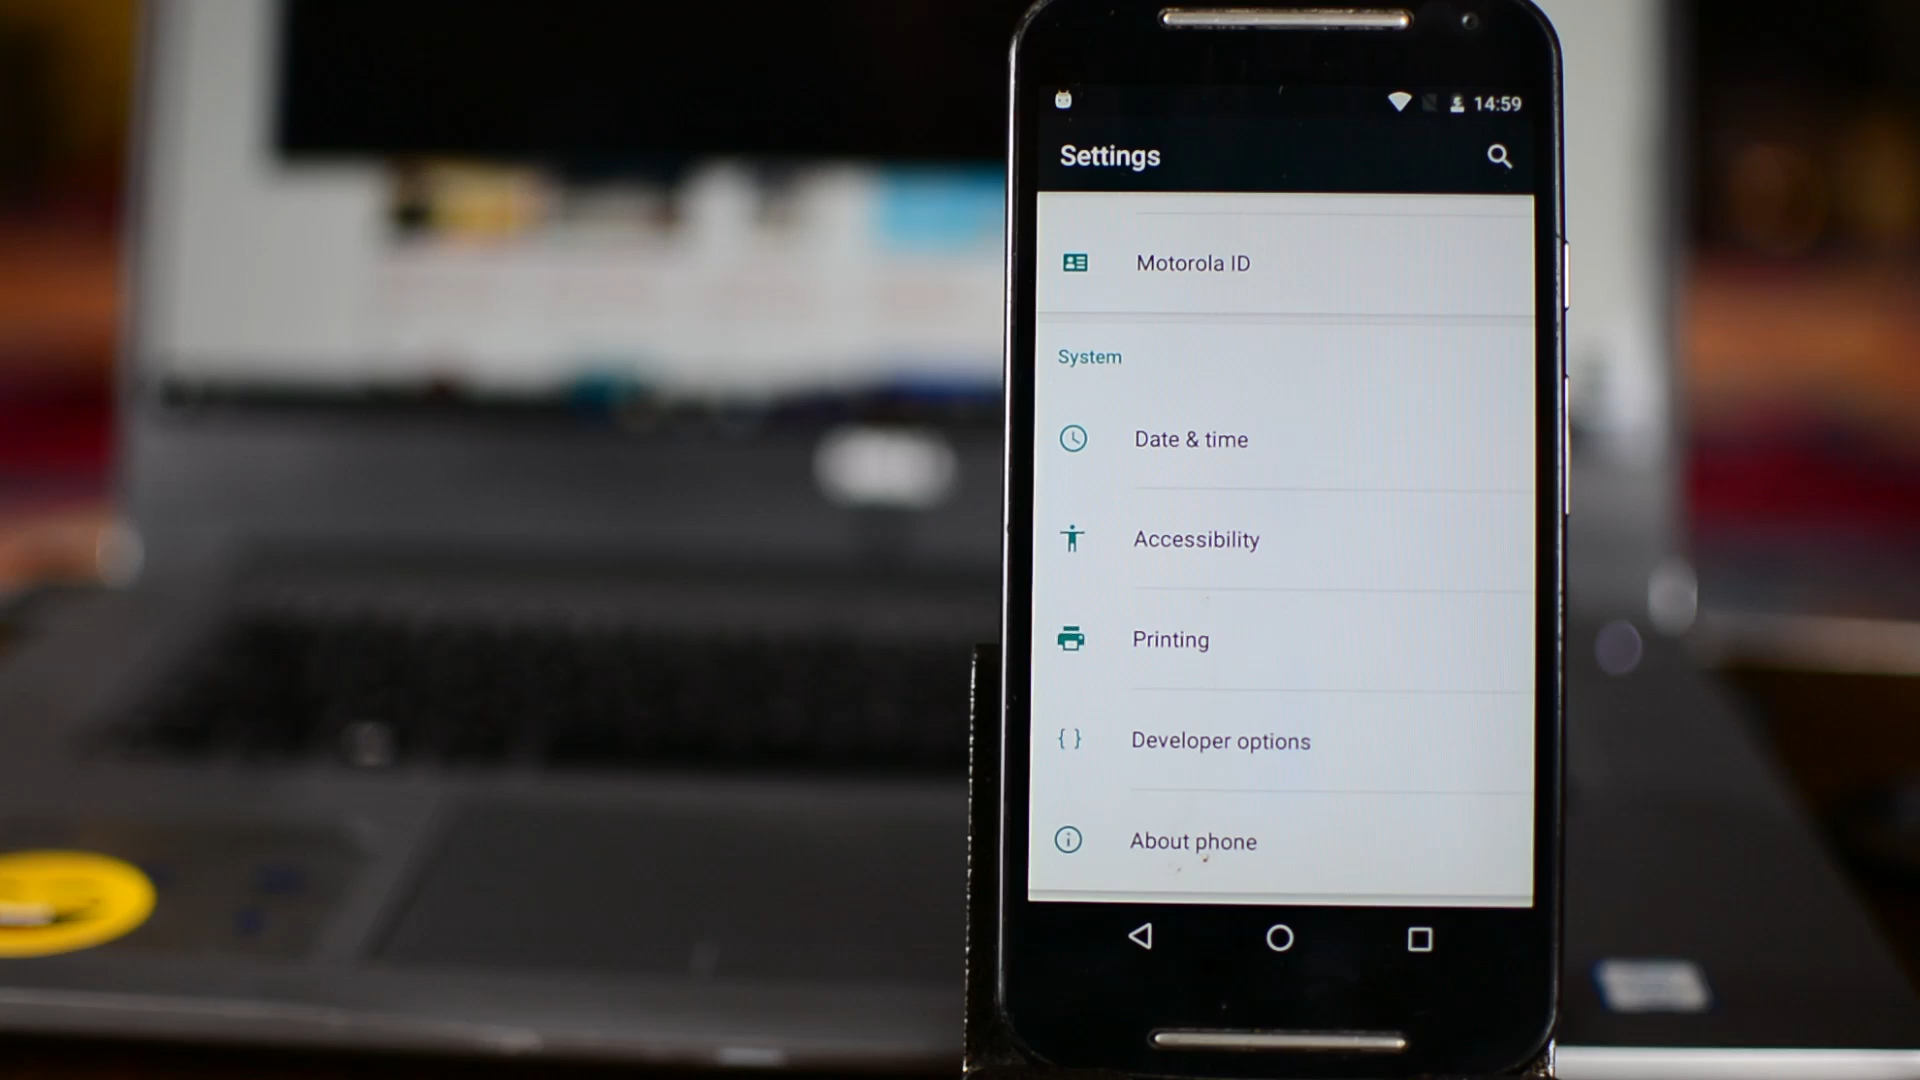 14:59
Settings
Motorola ID
System
Date & time
Accessibility
Printing
Developer options
About phone